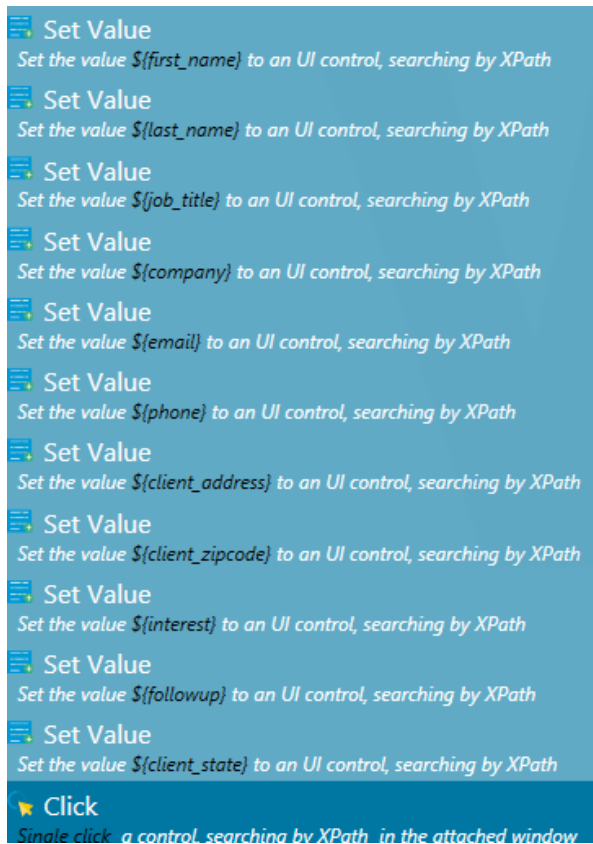 Set Value
Set the value ${first_name} to an UI control, searching by XPath
Set Value
Set the value ${last_name} to an UI control, searching by XPath
Set Value
Set the value ${job_title} to an UI control, searching by XPath
Set Value
Set the value ${company} to an UI control, searching by XPath
Set Value
Set the value ${email} to an UI control, searching by XPath
Set Value
Set the value ${phone} to an UI control, searching by XPath
Set Value
Set the value ${client_address} to an UI control, searching by XPath
Set Value
Set the value ${client_zipcode} to an UI control, searching by XPath
Set Value
Set the value ${interest} to an UI control, searching by XPath
Set Value
Set the value ${followup} to an UI control, searching by XPath
Set Value
Set the value ${client_state} to an UI control, searching by XPath
Click
Single click a control, searching by XPath in the attached window